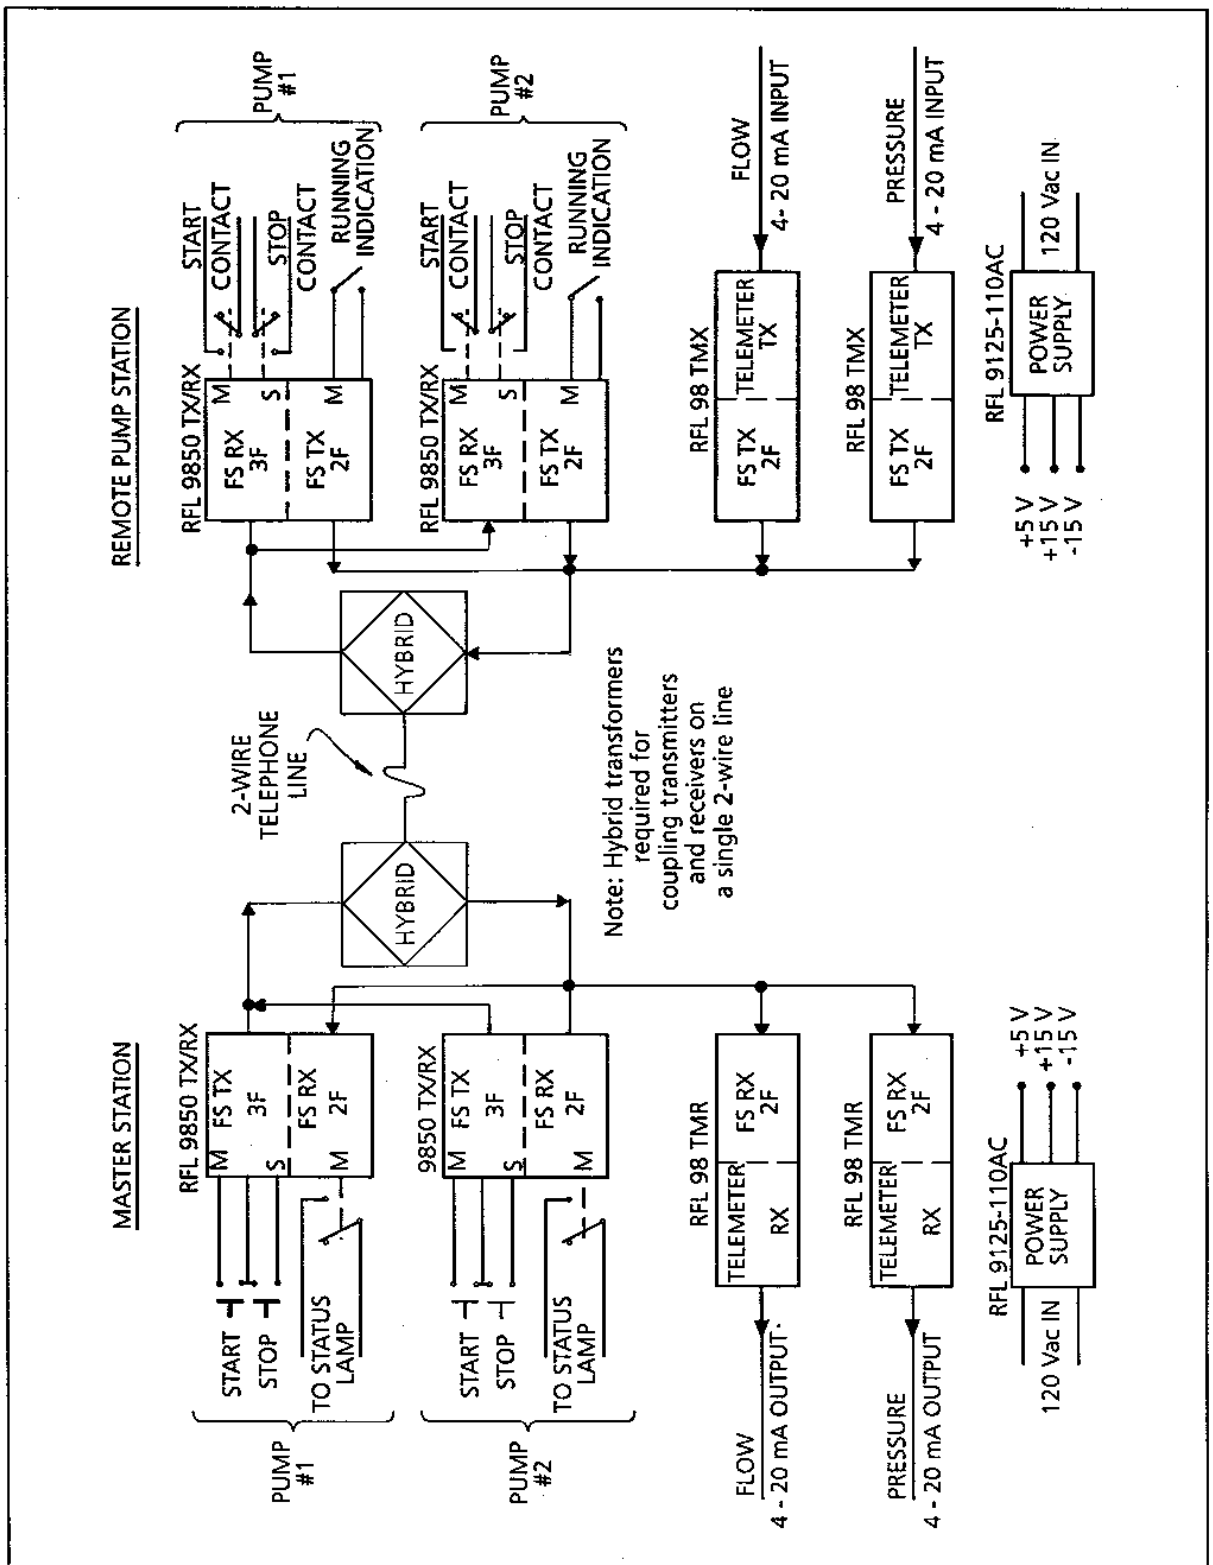 MASTER STATION
RFL 9850 TX/RX
PUMP
#1
START
STOP
TO STATUS
LAMP
M
S
M
FS TX
3F
FS RX
2F
9850 TX/RX
PUMP
#2
START
STOP
TO STATUS
LAMP
M
S
M
FS TX
3F
FS RX
2F
RFL 98 TMR
FLOW
4 - 20 mA OUTPUT
TELEMETER
RX
FS RX
2F
RFL 98 TMR
PRESSURE
4 - 20 mA OUTPUT
TELEMETER
RX
FS RX
2F
RFL 9125-110AC
120 Vac IN
POWER
SUPPLY
+5 V
+15 V
-15 V
HYBRID
2-WIRE
TELEPHONE
LINE
HYBRID
Note: Hybrid transformers
required for
coupling transmitters
and receivers on
a single 2-wire line
REMOTE PUMP STATION
RFL 9850 TX/RX
FS RX
3F
FS TX
2F
M
S
M
START
CONTACT
STOP
CONTACT
RUNNING
INDICATION
PUMP
#1
RFL 9850 TX/RX
FS RX
3F
FS TX
2F
M
S
M
START
CONTACT
STOP
CONTACT
RUNNING
INDICATION
PUMP
#2
RFL 98 TMX
FS TX
2F
TELEMETER
TX
FLOW
4- 20 mA INPUT
RFL 98 TMX
FS TX
2F
TELEMETER
TX
PRESSURE
4 - 20 mA INPUT
RFL 9125-110AC
+5 V
+15 V
-15 V
POWER
SUPPLY
120 Vac IN